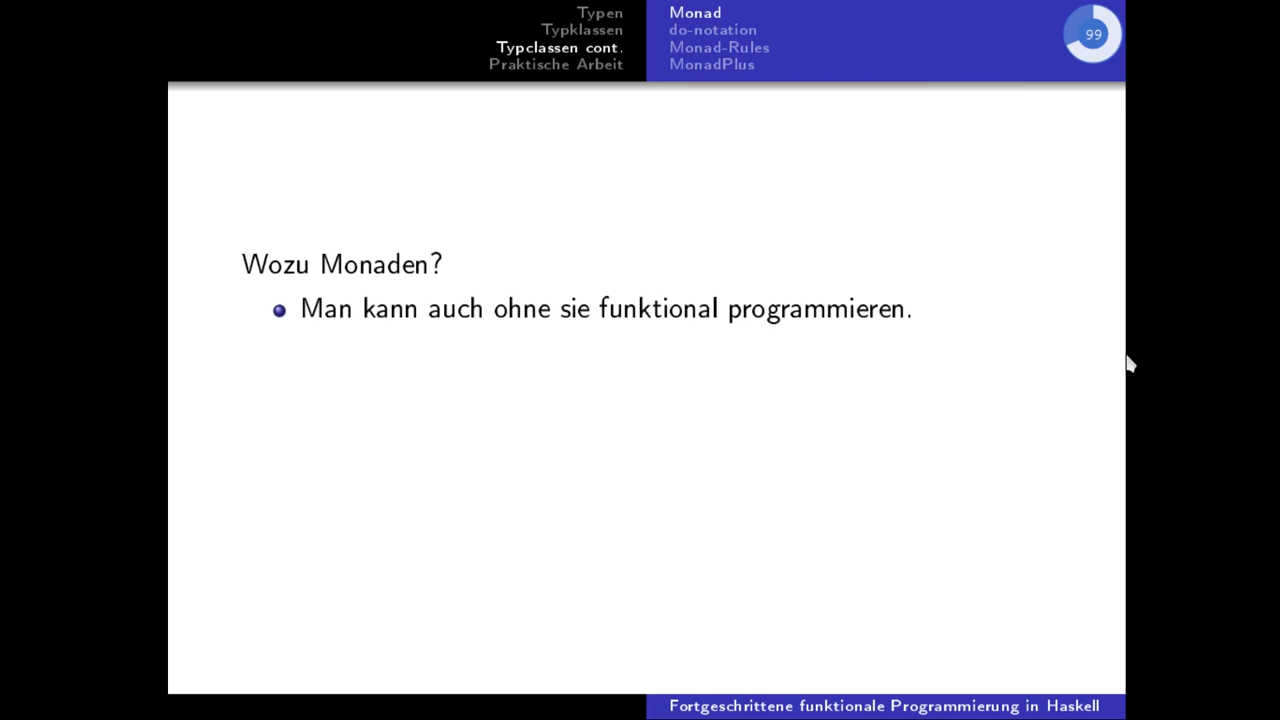 Typen
Typklassen
Typclassen cont.
Praktische Arbeit
Monad
do-notation
Monad-Rules
MonadPlus
99
Wozu Monaden?
Man kann auch ohne sie funktional programmieren.
Fortgeschrittene funktionale Programmierung in Haskell